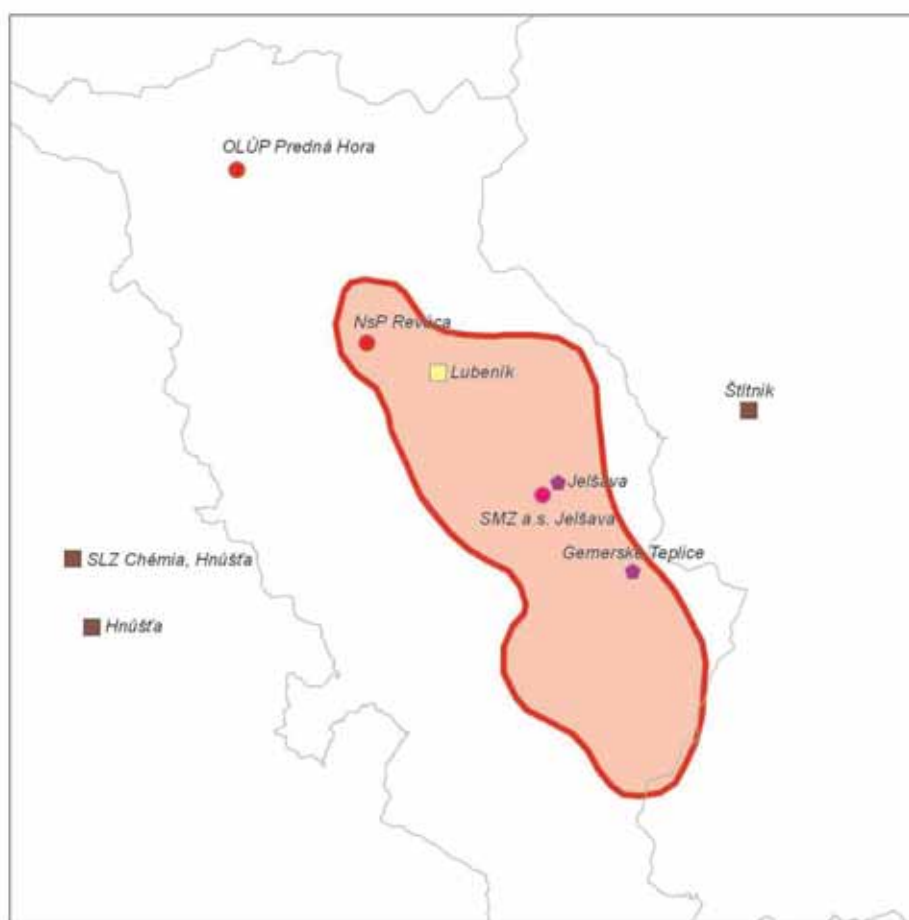 OLÚP Predná Hora
NsP Revúca
Lubeník
Štítnik
Jelšava
SMZ a.s. Jelšava
Gemerské Teplice
SLZ Chémia, Hnúšťa
Hnúšťa